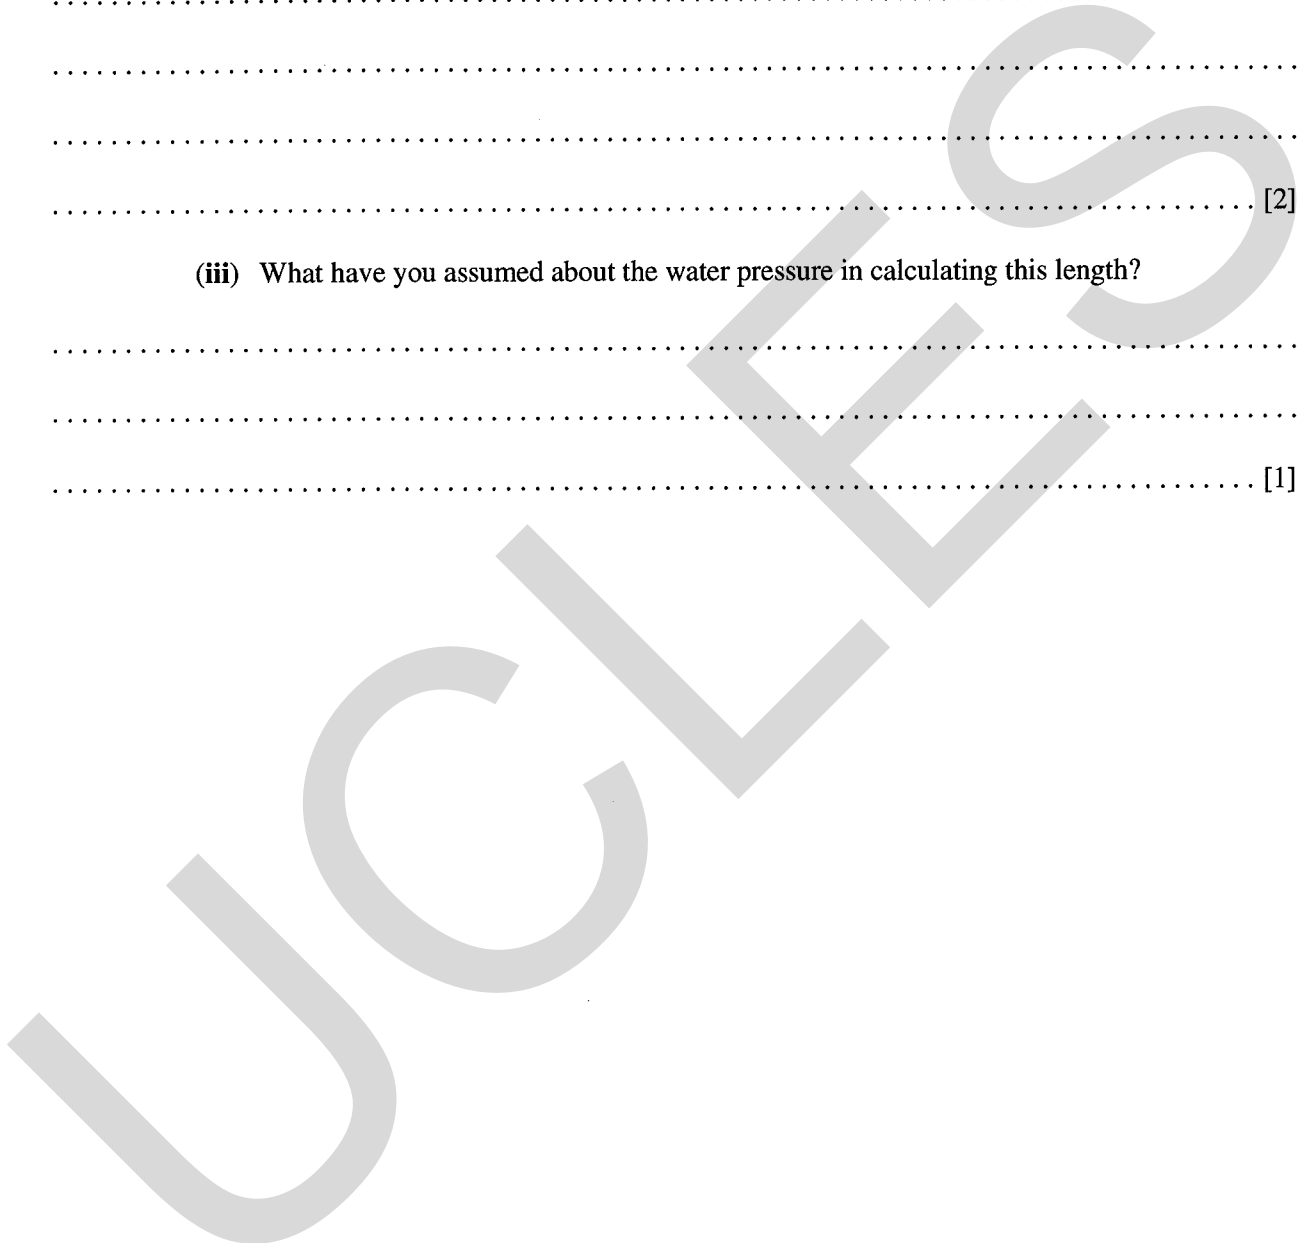 [2]
(iii) What have you assumed about the water pressure in calculating this length?
[1]
UCLES